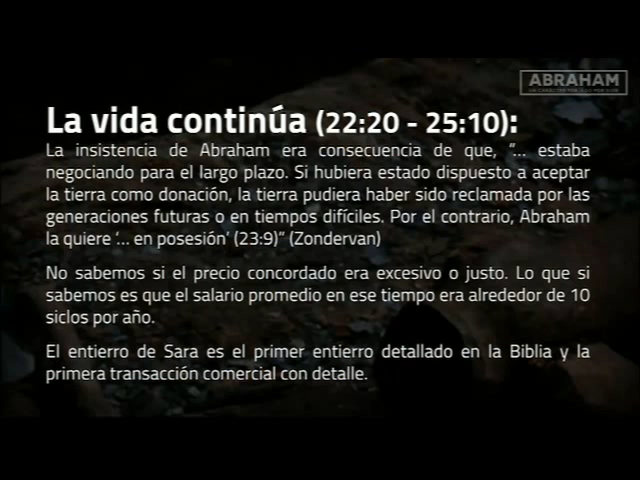 ABRAHAM
La vida continúa (22:20 - 25:10):
La insistencia de Abraham era consecuencia de que, “... estaba
negociando para el largo plazo. Si hubiera estado dispuesto a aceptar
la tierra como donación, la tierra pudiera haber sido reclamada por las
generaciones futuras o en tiempos difíciles. Por el contrario, Abraham
la quiere ‘... en posesión’ (23:9)” (Zondervan)
No sabemos si el precio concordado era excesivo o justo. Lo que si
sabemos es que el salario promedio en ese tiempo era alrededor de 10
siclos por año.
El entierro de Sara es el primer entierro detallado en la Biblia y la
primera transacción comercial con detalle.